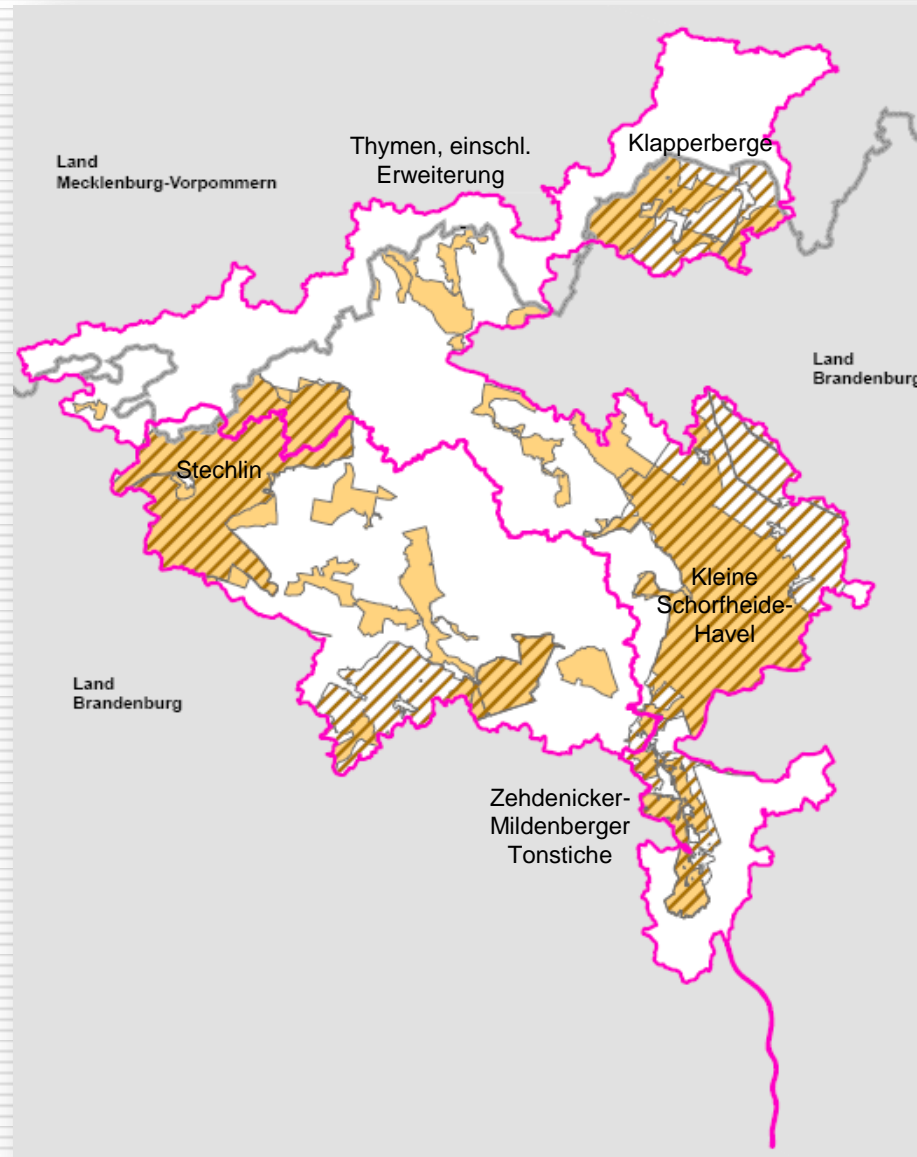 Klapperberge
Thymen, einschl.
Erweiterung
Land
Mecklenburg-Vorpommern
Land
Brandenburg
Stechlin
Kleine
Schorfheide-
Havel
Land
Brandenburg
Zehdenicker-
Mildenberger
Tonstiche